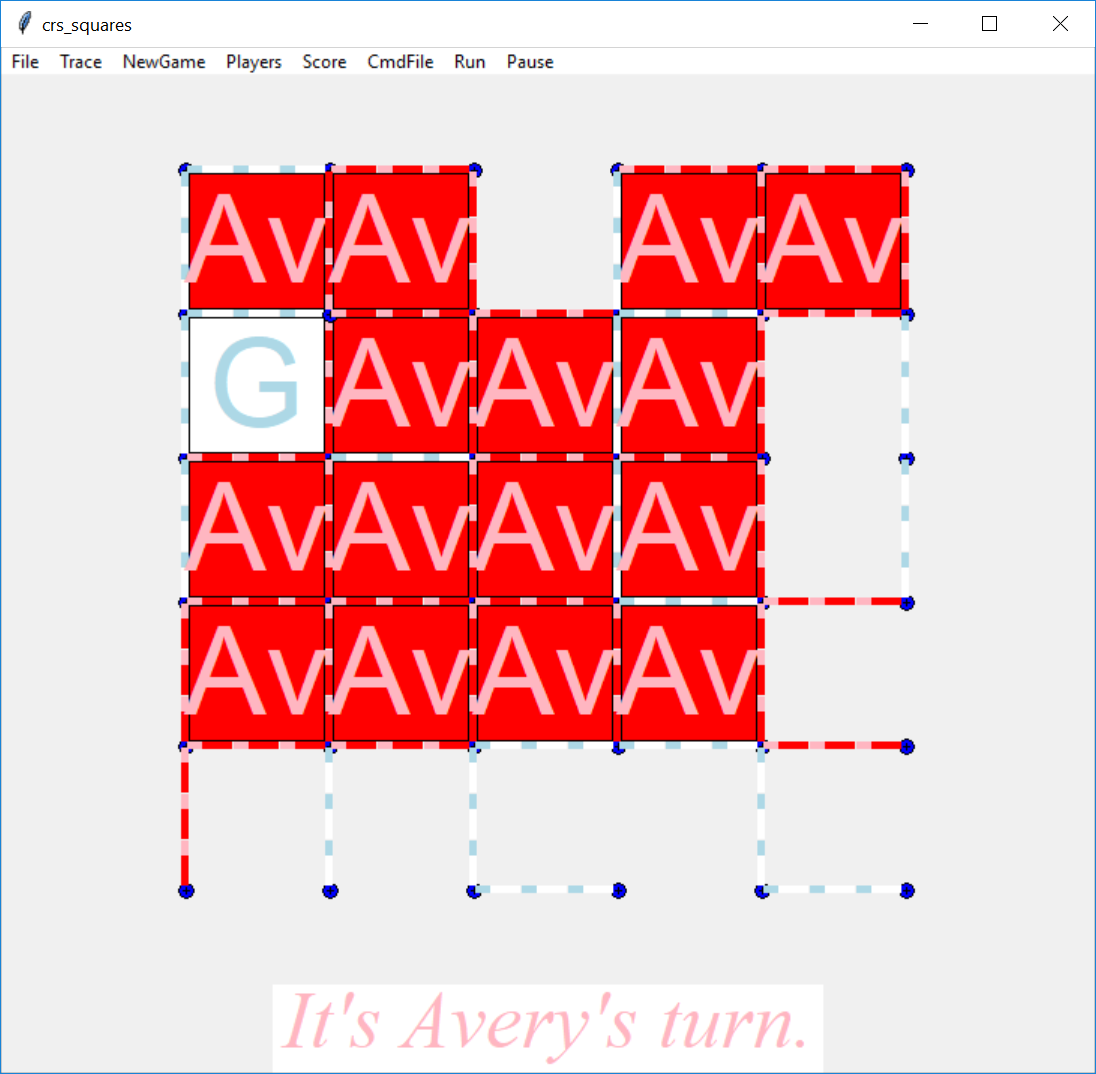 crs_squares
File Trace NewGame Players Score CmdFile Run Pause
Av Av Av Av
G Av Av Av
Av Av Av Av
Av Av Av Av
It's Avery's turn.